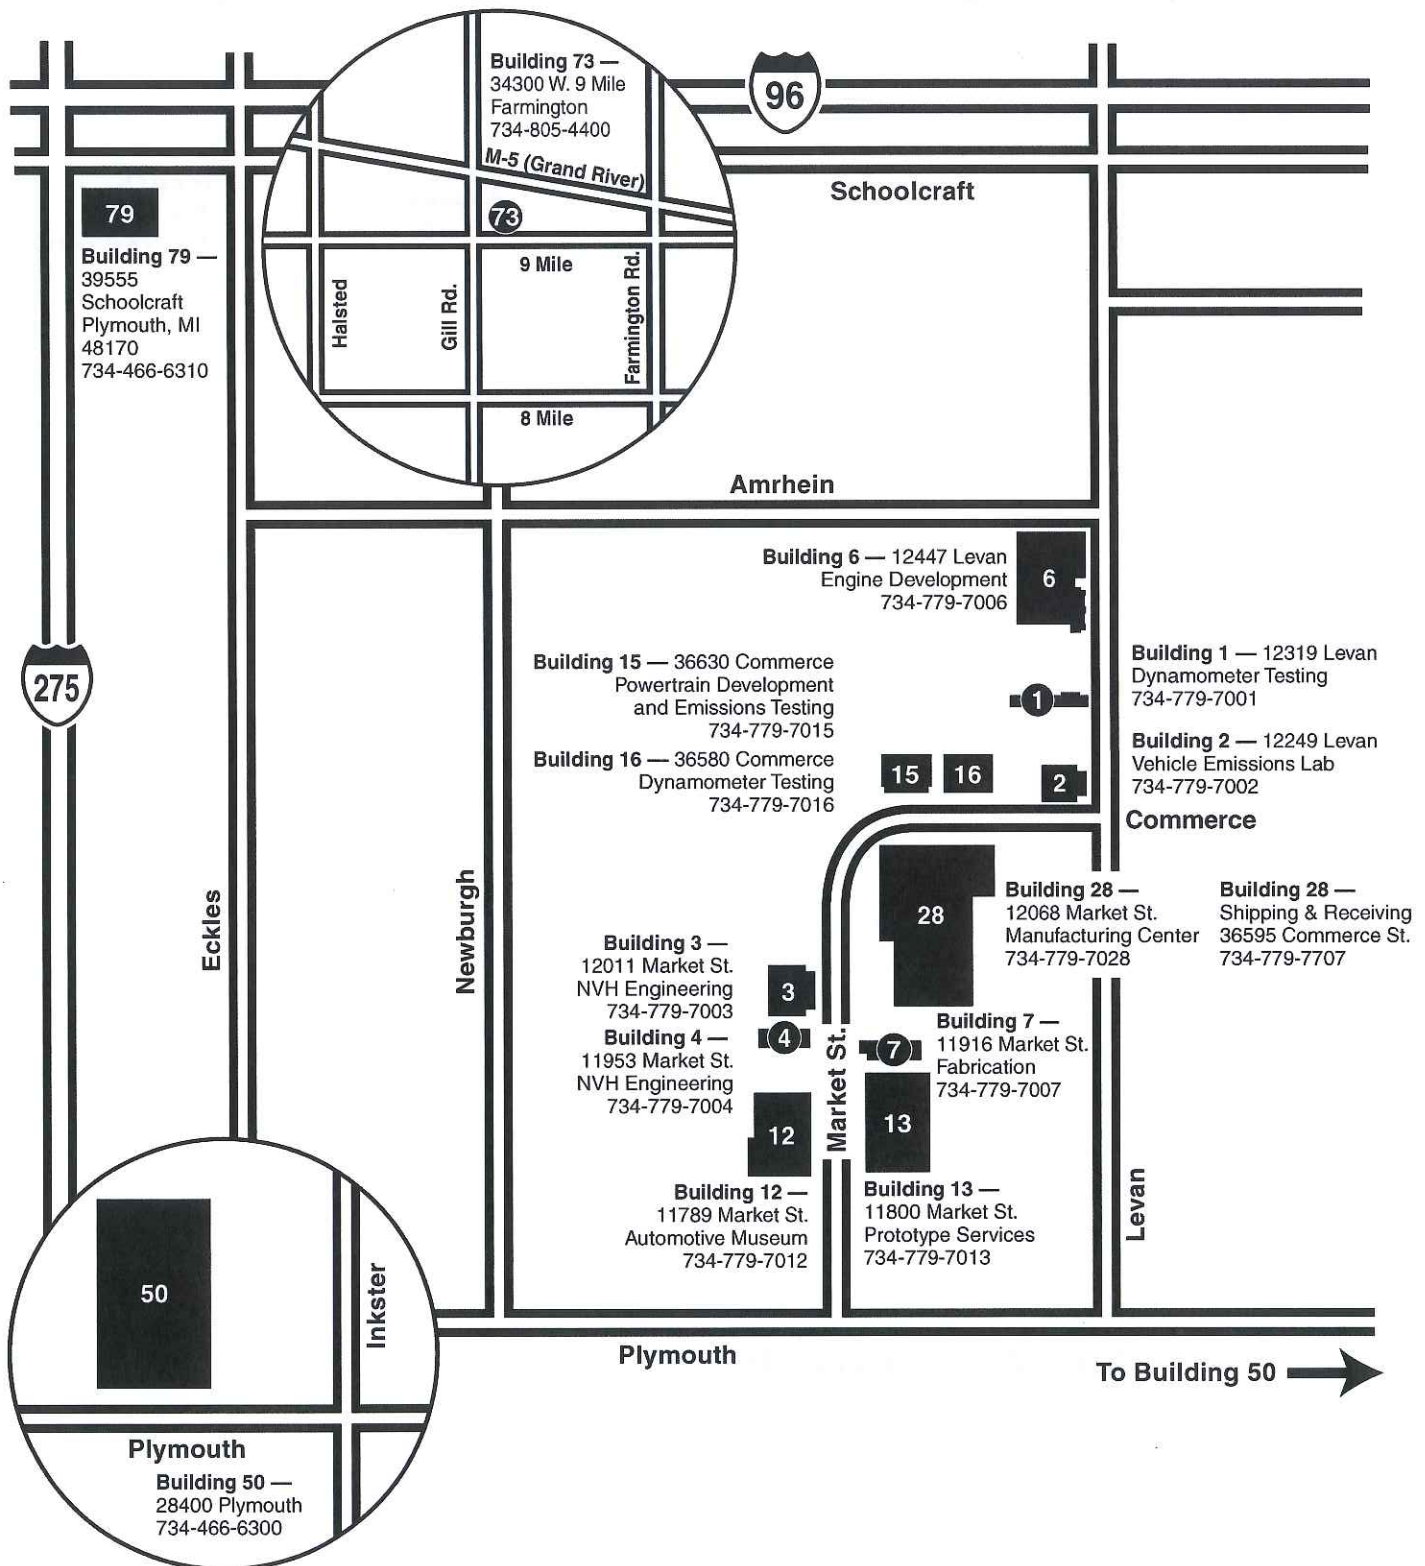 Building 73 —
34300 W. 9 Mile
Farmington
734-805-4400
M-5 (Grand River)
73
9 Mile
Halsted
Gill Rd.
Farmington Rd.
8 Mile
96
Schoolcraft
79
Building 79 —
39555
Schoolcraft
Plymouth, MI
48170
734-466-6310
Amrhein
Building 6 — 12447 Levan
Engine Development
734-779-7006
6
275
Building 15 — 36630 Commerce
Powertrain Development
and Emissions Testing
734-779-7015
Building 16 — 36580 Commerce
Dynamometer Testing
734-779-7016
1
Building 1 — 12319 Levan
Dynamometer Testing
734-779-7001
15
16
2
Building 2 — 12249 Levan
Vehicle Emissions Lab
734-779-7002
Commerce
Eckles
Newburgh
28
Building 28 —
12068 Market St.
Manufacturing Center
734-779-7028
Building 28 —
Shipping & Receiving
36595 Commerce St.
734-779-7707
Building 3 —
12011 Market St.
NVH Engineering
734-779-7003
3
Building 4 —
11953 Market St.
NVH Engineering
734-779-7004
4
Market St.
7
Building 7 —
11916 Market St.
Fabrication
734-779-7007
12
Building 12 —
11789 Market St.
Automotive Museum
734-779-7012
13
Building 13 —
11800 Market St.
Prototype Services
734-779-7013
Levan
50
Inkster
Plymouth
Building 50 —
28400 Plymouth
734-466-6300
Plymouth
To Building 50